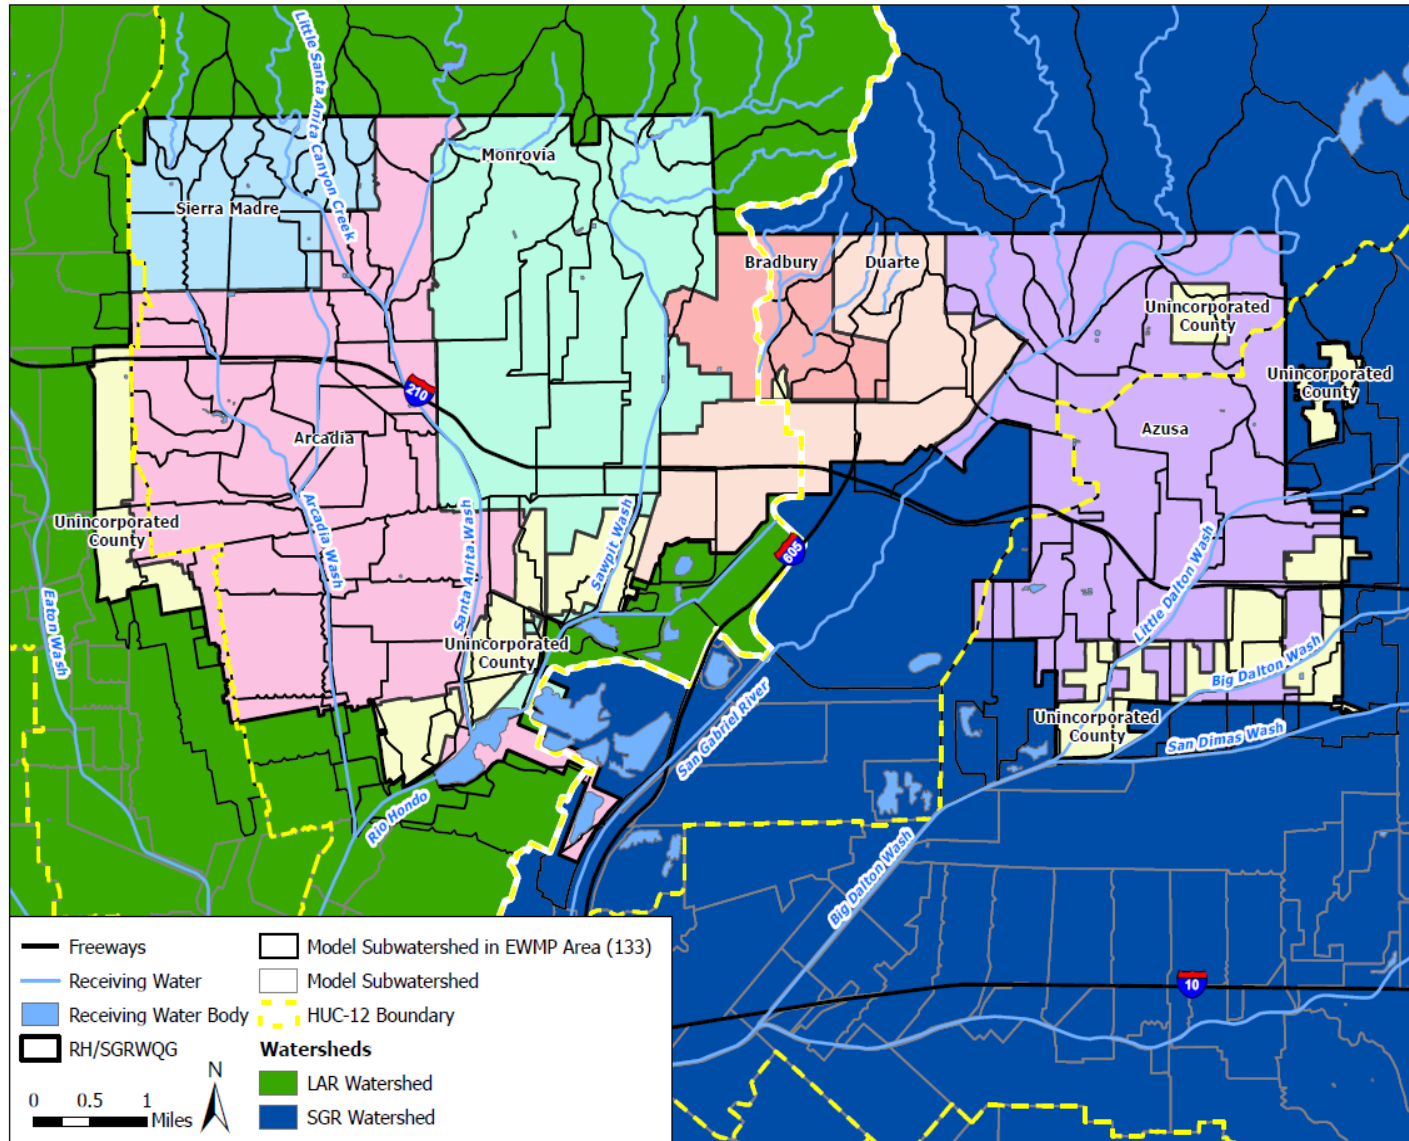 Little Santa Anita Canyon Creek
Monrovia
Sierra Madre
Bradbury
Duarte
Unincorporated
County
Unincorporated
County
210
Arcadia
Azusa
Unincorporated
County
Arcadia Wash
Santa Anita Wash
Sawpit Wash
605
Little Dalton Wash
Eaton Wash
Unincorporated
County
Big Dalton Wash
San Gabriel River
Unincorporated
County
San Dimas Wash
Rio Hondo
Big Dalton Wash
10
Freeways
Receiving Water
Receiving Water Body
RH/SGRWQG
Model Subwatershed in EWMP Area (133)
Model Subwatershed
HUC-12 Boundary
Watersheds
LAR Watershed
SGR Watershed
N
0 0.5 1
Miles